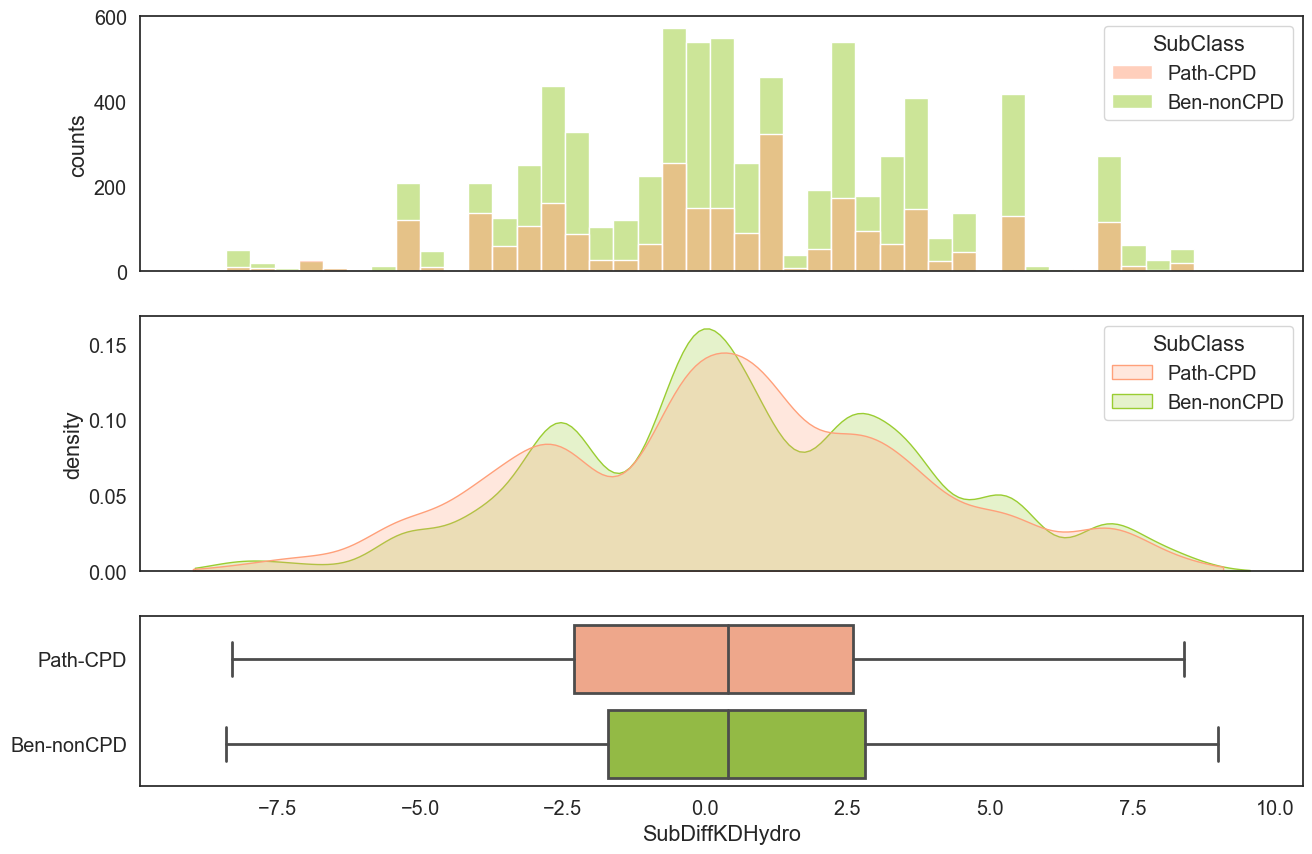 600
400
200
0
counts
SubClass
Path-CPD
Ben-nonCPD
0.15
0.10
0.05
0.00
density
SubClass
Path-CPD
Ben-nonCPD
Path-CPD
Ben-nonCPD
−7.5 −5.0 −2.5 0.0 2.5 5.0 7.5 10.0
SubDiffKDHydro